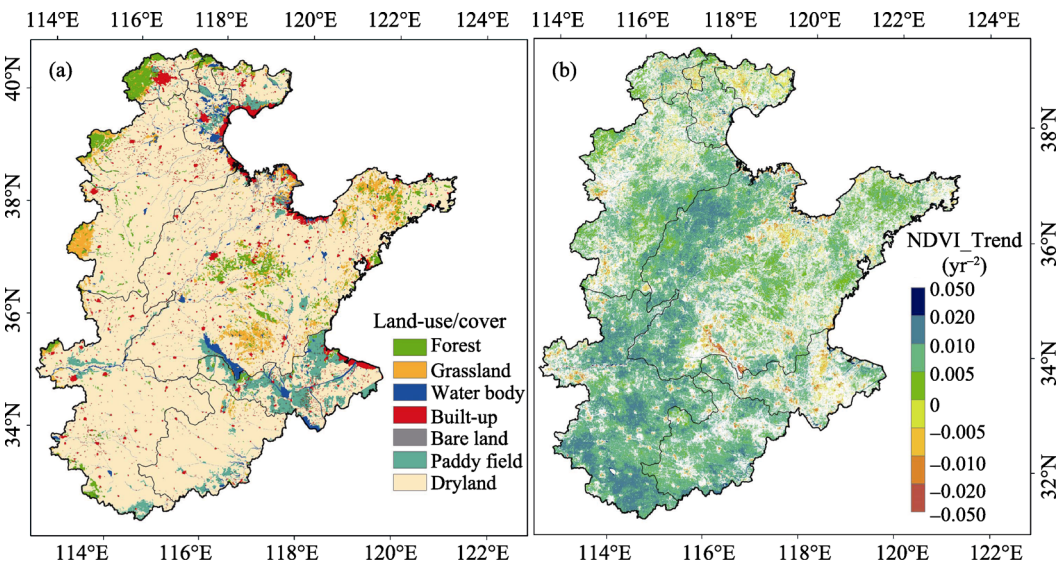 114°E 116°E 118°E 120°E 122°E 124°E
114°E 116°E 118°E 120°E 122°E 124°E
(a)
(b)
40°N
38°N
36°N
34°N
38°N
36°N
34°N
32°N
Land-use/cover
Forest
Grassland
Water body
Built-up
Bare land
Paddy field
Dryland
NDVI_Trend
(yr⁻²)
0.050
0.020
0.010
0.005
0
–0.005
–0.010
–0.020
–0.050
114°E 116°E 118°E 120°E 122°E
114°E 116°E 118°E 120°E 122°E